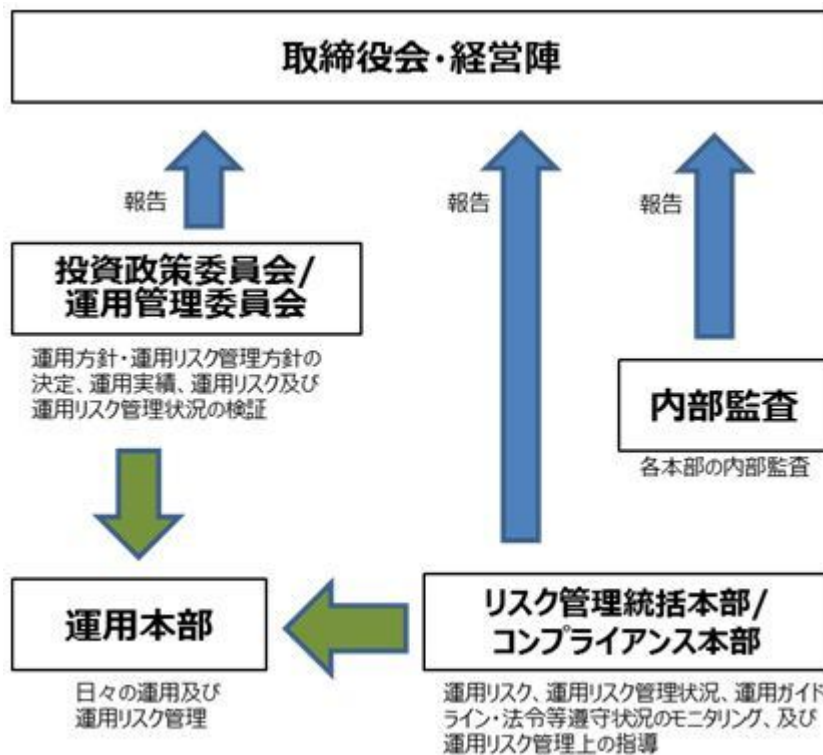 取締役会・経営陣
報告
報告
報告
投資政策委員会/
運用管理委員会
運用方針・運用リスク管理方針の
決定、運用実績、運用リスク及び
運用リスク管理状況の検証
内部監査
各本部の内部監査
運用本部
日々の運用及び
運用リスク管理
リスク管理統括本部/
コンプライアンス本部
運用リスク、運用リスク管理状況、運用ガイド
ライン・法令等遵守状況のモニタリング、及び
運用リスク管理上の指導